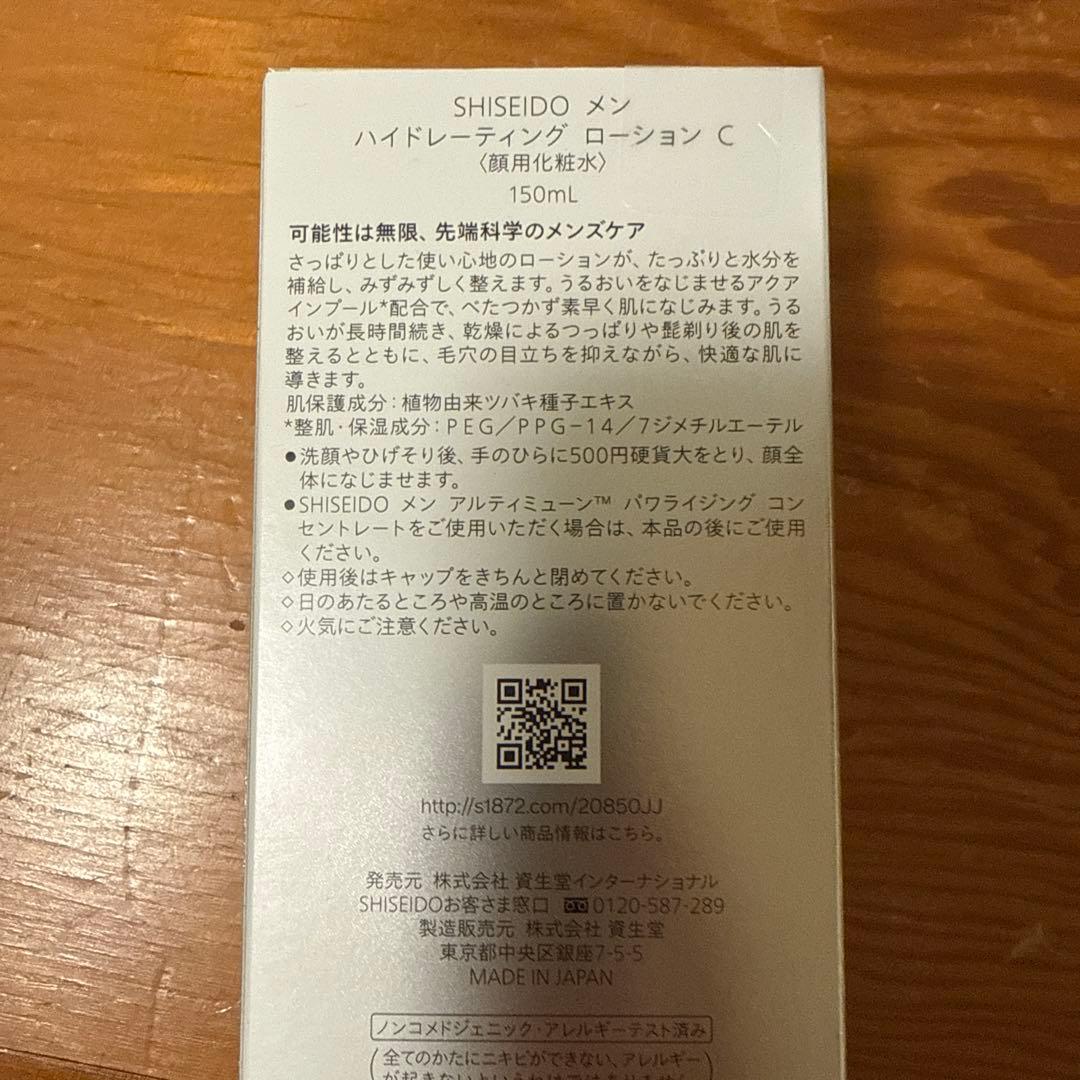 SHISEIDO メン
ハイドレーティング ローション C
〈顔用化粧水〉
150mL
可能性は無限、先端科学のメンズケア
さっぱりとした使い心地のローションが、たっぷりと水分を
補給し、みずみずしく整えます。うるおいをなじませるアクア
インプール*配合で、べたつかず素早く肌になじみます。うる
おいが長時間続き、乾燥によるつっぱりや髭剃り後の肌を
整えるとともに、毛穴の目立ちを抑えながら、快適な肌に
導きます。
肌保護成分：植物由来ツバキ種子エキス
*整肌・保湿成分：ＰＥＧ／ＰＰＧ−１４／７ジメチルエーテル
●洗顔やひげそり後、手のひらに500円硬貨大をとり、顔全
体になじませます。
●SHISEIDO メン アルティミューン™ パワライジング コン
セントレートをご使用いただく場合は、本品の後にご使用
ください。
◇使用後はキャップをきちんと閉めてください。
◇日のあたるところや高温のところに置かないでください。
◇火気にご注意ください。
http://s1872.com/20850JJ
さらに詳しい商品情報はこちら。
発売元 株式会社 資生堂インターナショナル
SHISEIDOお客さま窓口 0120-587-289
製造販売元 株式会社 資生堂
東京都中央区銀座7-5-5
MADE IN JAPAN
ノンコメドジェニック・アレルギーテスト済み
全てのかたにニキビができない、アレルギー